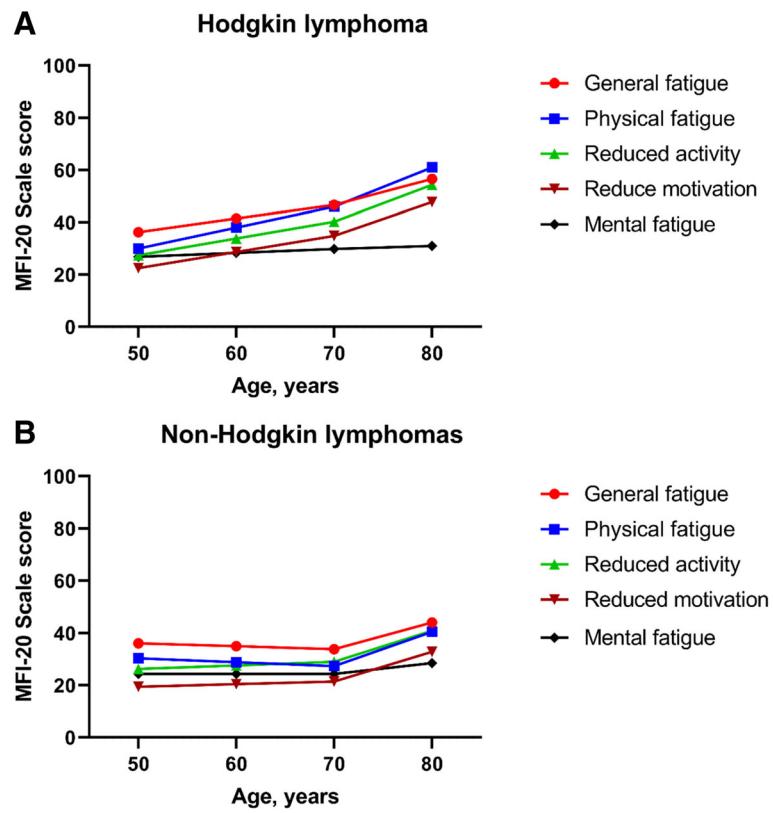 A
Hodgkin lymphoma
100
80
60
40
20
0
MFI-20 Scale score
50 60 70 80
Age, years
General fatigue
Physical fatigue
Reduced activity
Reduce motivation
Mental fatigue
B
Non-Hodgkin lymphomas
100
80
60
40
20
0
MFI-20 Scale score
50 60 70 80
Age, years
General fatigue
Physical fatigue
Reduced activity
Reduced motivation
Mental fatigue